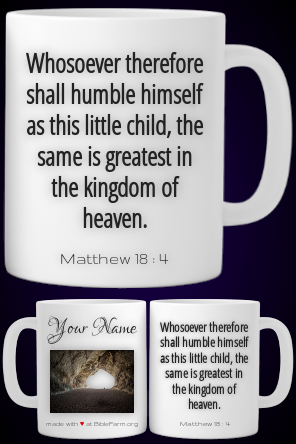 Whosoever therefore
shall humble himself
as this little child, the
same is greatest in
the kingdom of
heaven.
Matthew 18 : 4
Your Name
made with ♥ at BibleFarm.org
Whosoever therefore
shall humble himself
as this little child, the
same is greatest in
the kingdom of
heaven.
Matthew 18 : 4